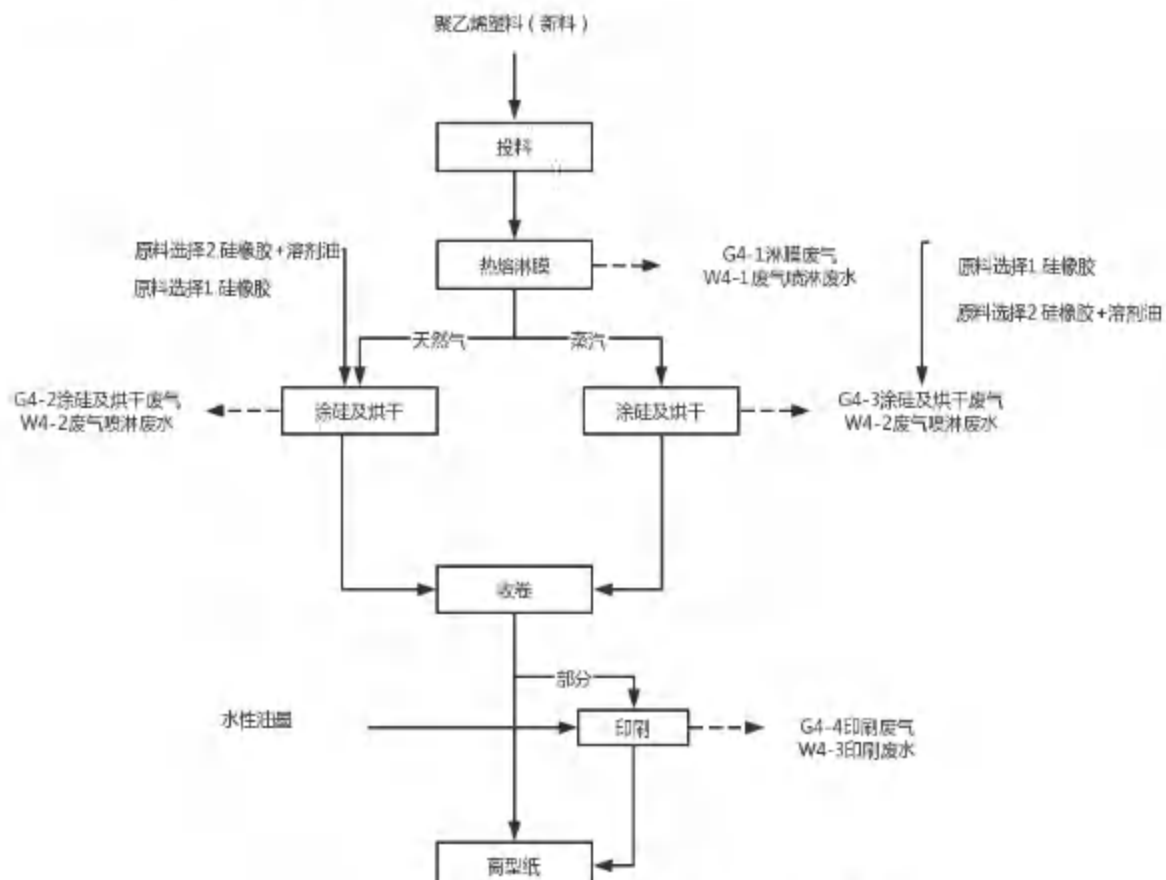 聚乙烯塑料（新料）
投料
原料选择2.硅橡胶+溶剂油
原料选择1.硅橡胶
热熔淋膜
G4-1淋膜废气
W4-1废气喷淋废水
原料选择1.硅橡胶
原料选择2.硅橡胶+溶剂油
天然气
蒸汽
G4-2涂硅及烘干废气
W4-2废气喷淋废水
涂硅及烘干
涂硅及烘干
G4-3涂硅及烘干废气
W4-2废气喷淋废水
收卷
部分
水性油墨
印刷
G4-4印刷废气
W4-3印刷废水
离型纸